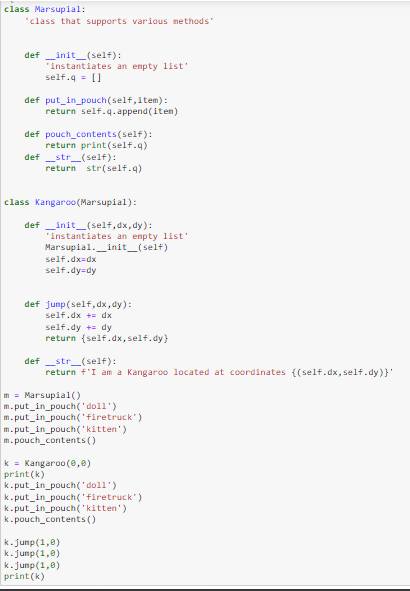 class Marsupial:
    'class that supports various methods'
    def __init__(self):
        'instantiates an empty list'
        self.q = []
    def put_in_pouch(self,item):
        return self.q.append(item)
    def pouch_contents(self):
        return print(self.q)
    def __str__(self):
        return  str(self.q)
class Kangaroo(Marsupial):
    def __init__(self,dx,dy):
        'instantiates an empty list'
        Marsupial.__init__(self)
        self.dx=dx
        self.dy=dy
    def jump(self,dx,dy):
        self.dx += dx
        self.dy += dy
        return {self.dx,self.dy}
    def __str__(self):
        return f'I am a Kangaroo located at coordinates {(self.dx,self.dy)}'
m = Marsupial()
m.put_in_pouch('doll')
m.put_in_pouch('firetruck')
m.put_in_pouch('kitten')
m.pouch_contents()
k = Kangaroo(0,0)
print(k)
k.put_in_pouch('doll')
k.put_in_pouch('firetruck')
k.put_in_pouch('kitten')
k.pouch_contents()
k.jump(1,0)
k.jump(1,0)
k.jump(1,0)
print(k)